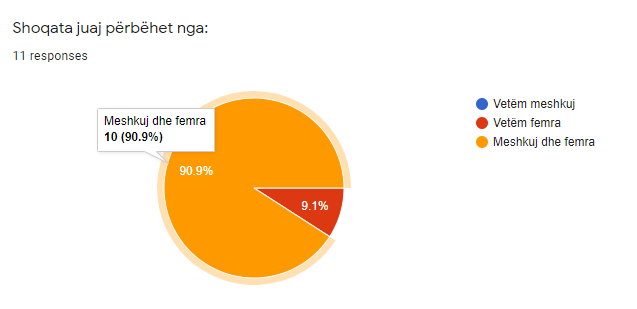 Shoqata juaj përbëhet nga:
11 responses
Meshkuj dhe femra
10 (90.9%)
90.9%
9.1%
Vetëm meshkuj
Vetëm femra
Meshkuj dhe femra